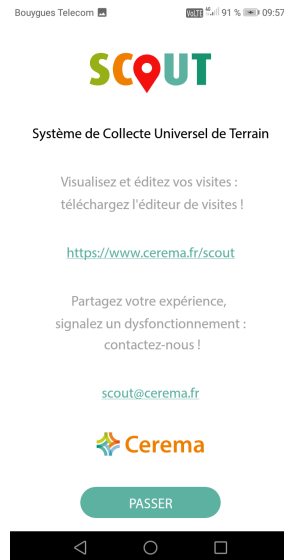 Bouygues Telecom VoLTE 4G 91 % 09:57
SCOUT
Système de Collecte Universel de Terrain
Visualisez et éditez vos visites :
téléchargez l'éditeur de visites !
https://www.cerema.fr/scout
Partagez votre expérience,
signalez un dysfonctionnement :
contactez-nous !
scout@cerema.fr
Cerema
PASSER